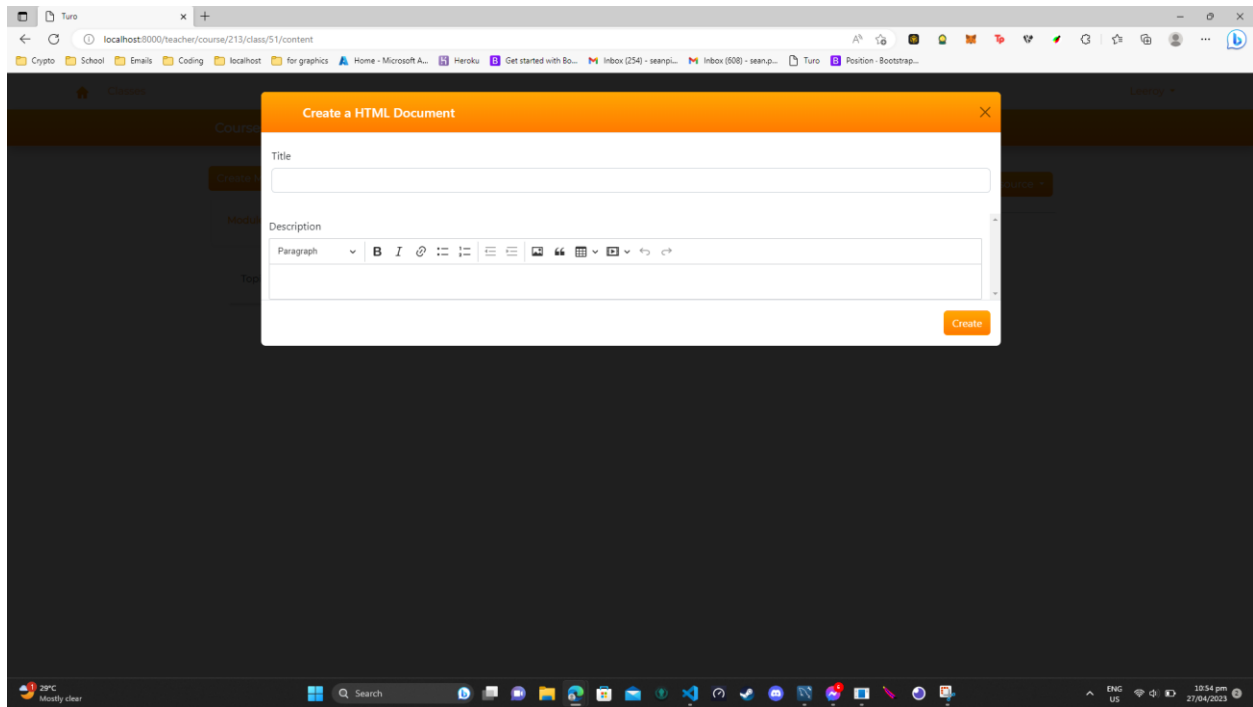 Turo
localhost:8000/teacher/course/213/class/51/content
Crypto School Emails Coding localhost for graphics Home - Microsoft A... Heroku Get started with Bo... Inbox (254) - seanpi... Inbox (608) - sean.p... Turo Position · Bootstrap...
Classes
Course
Create a HTML Document
Title
Description
Paragraph
Create
29°C
Mostly clear
Search
ENG
US
10:54 pm
27/04/2023